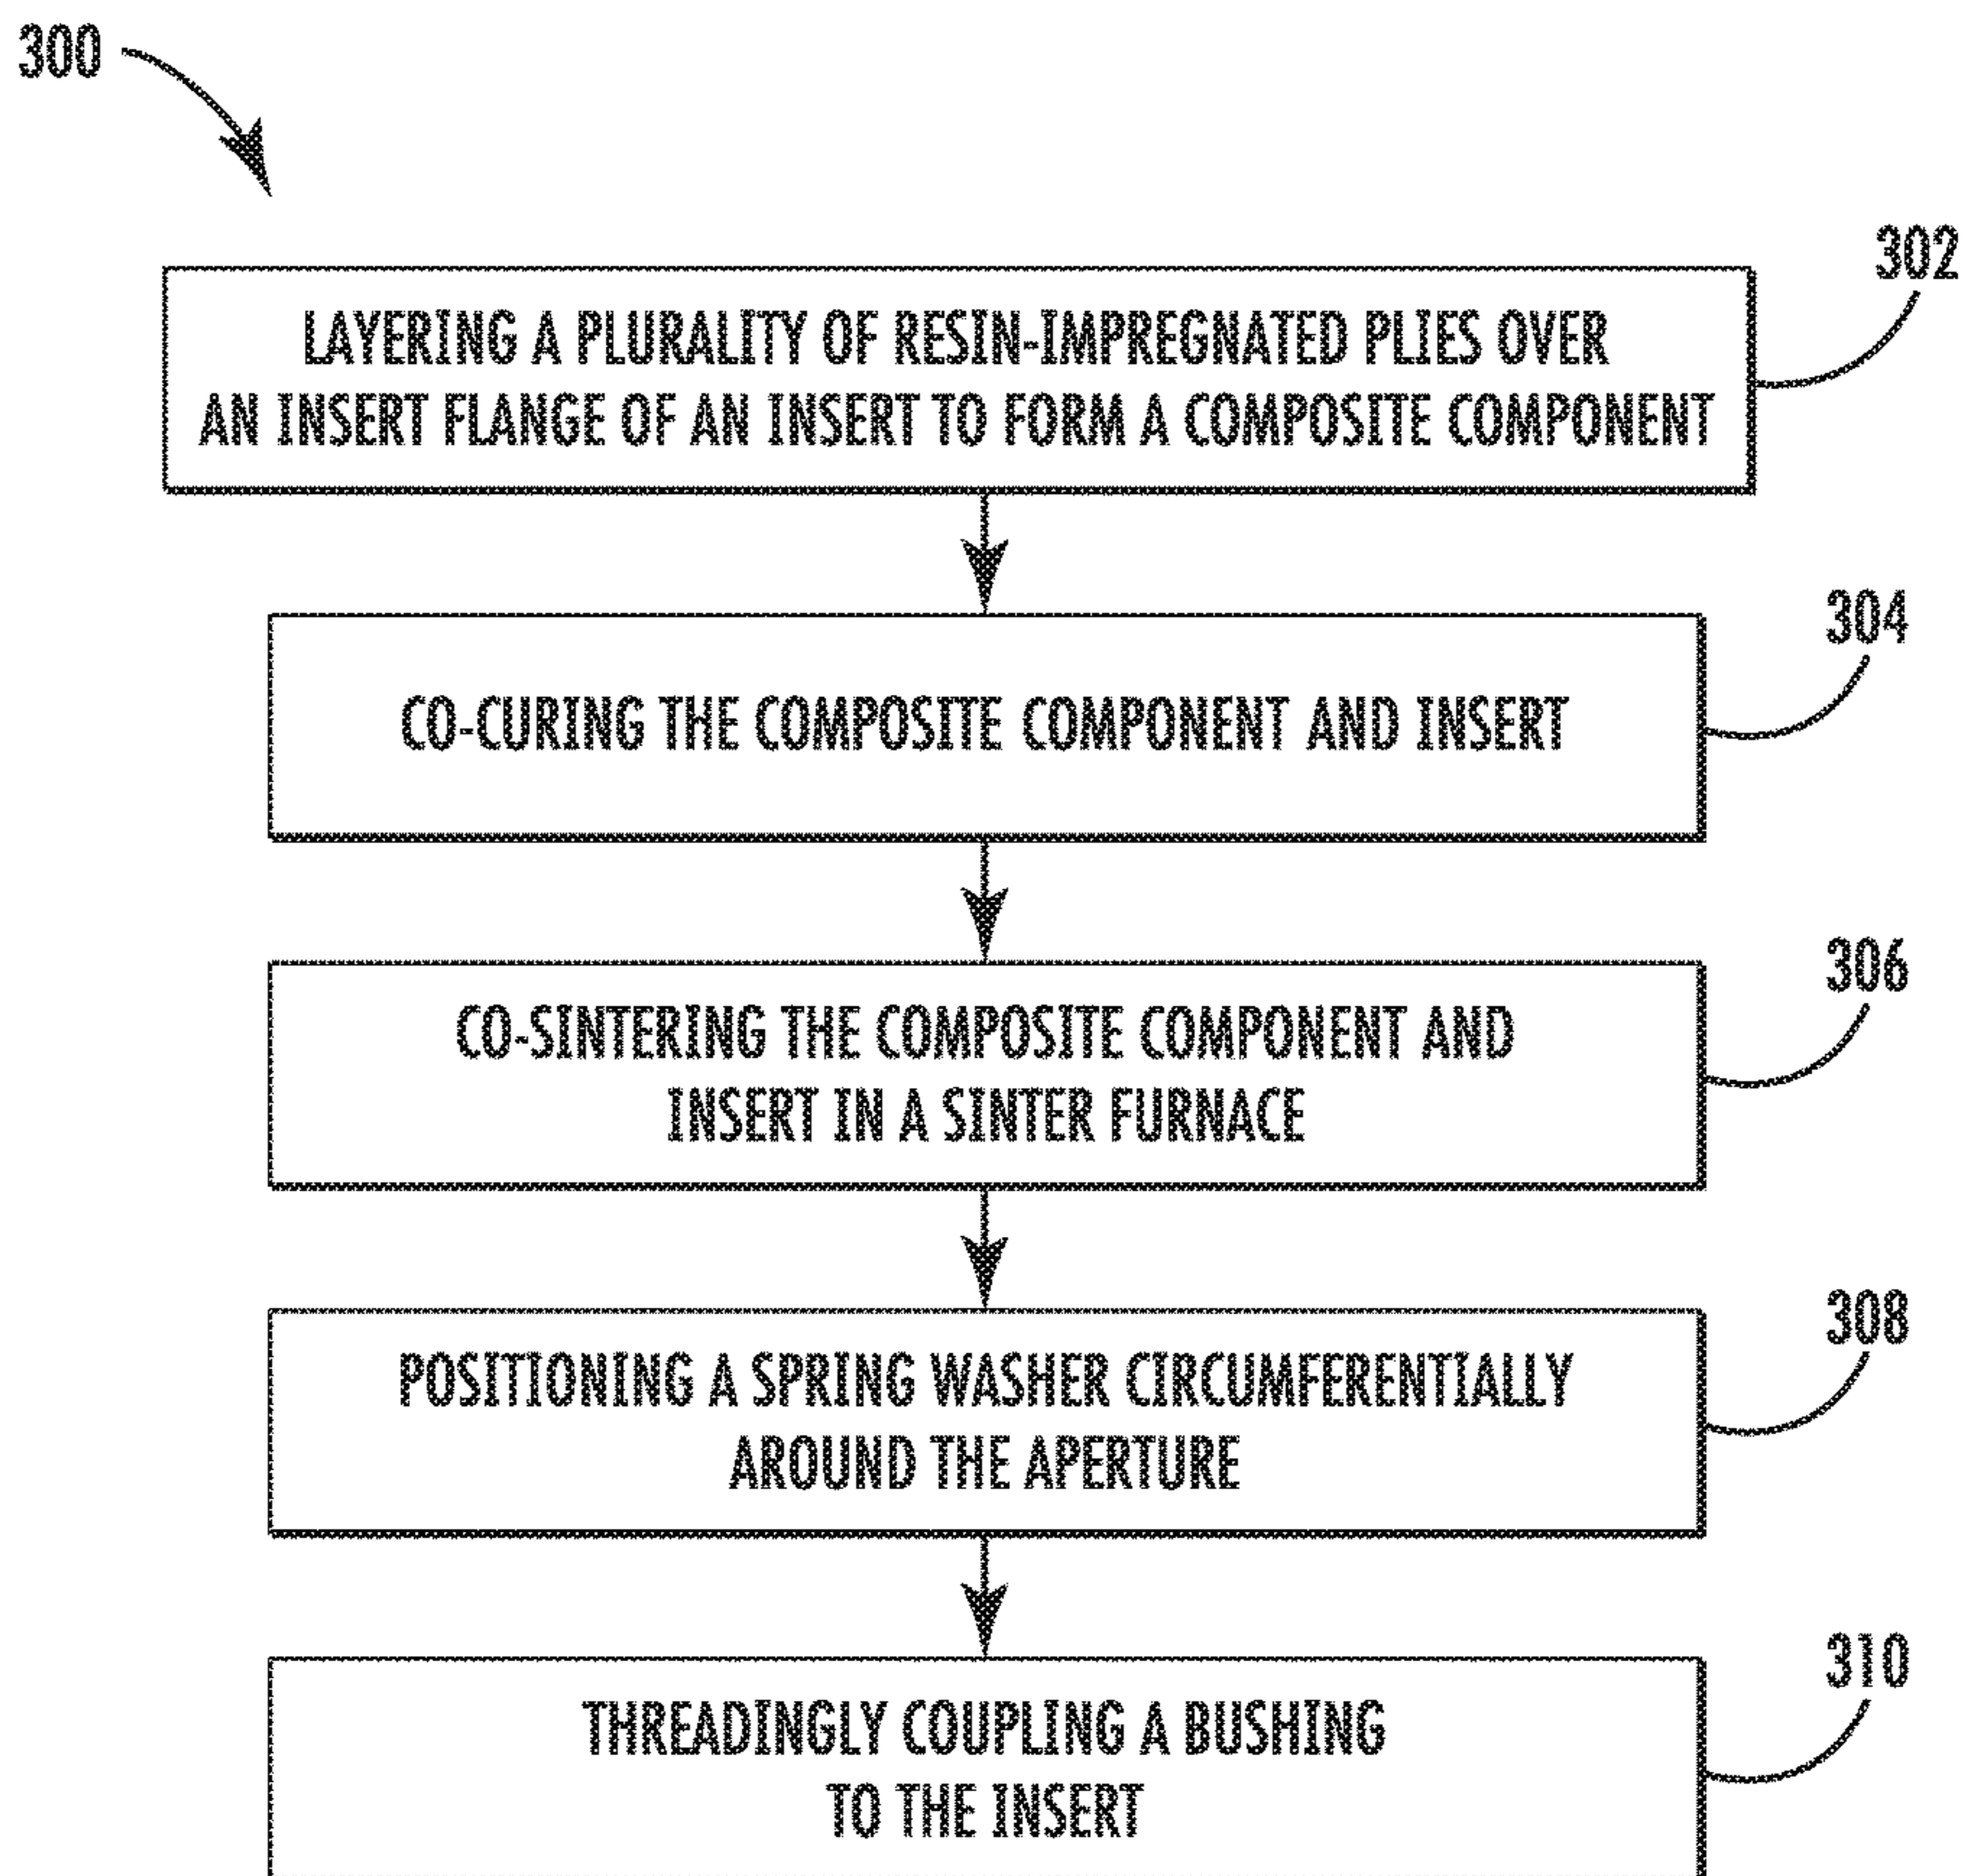 300
302
LAYERING A PLURALITY OF RESIN-IMPREGNATED PLIES OVER
AN INSERT FLANGE OF AN INSERT TO FORM A COMPOSITE COMPONENT
304
CO-CURING THE COMPOSITE COMPONENT AND INSERT
306
CO-SINTERING THE COMPOSITE COMPONENT AND
INSERT IN A SINTER FURNACE
308
POSITIONING A SPRING WASHER CIRCUMFERENTIALLY
AROUND THE APERTURE
310
THREADINGLY COUPLING A BUSHING
TO THE INSERT